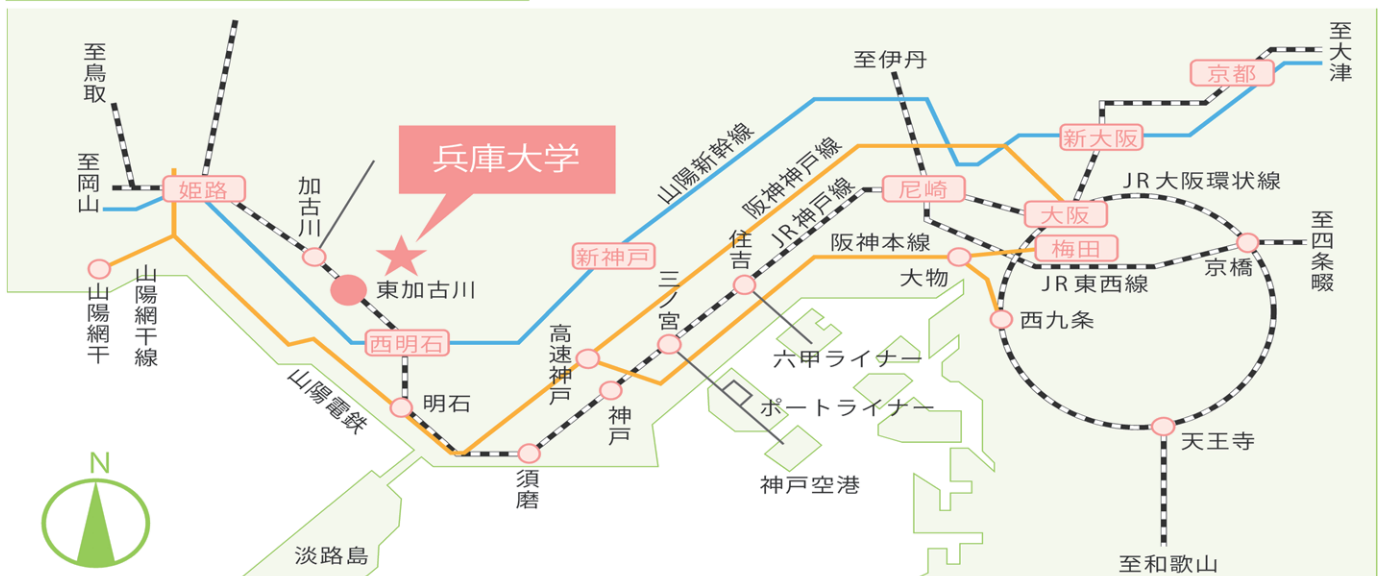 至鳥取
至岡山
姫路
加古川
兵庫大学
東加古川
山陽網干
山陽網干線
西明石
山陽電鉄
明石
山陽新幹線
新神戸
高速神戸
阪神神戸線
JR神戸線
住吉
三ノ宮
神戸
須磨
至伊丹
尼崎
阪神本線
大物
六甲ライナー
ポートライナー
神戸空港
淡路島
N
至大津
京都
新大阪
JR大阪環状線
大阪
梅田
至四条畷
京橋
JR東西線
西九条
天王寺
至和歌山